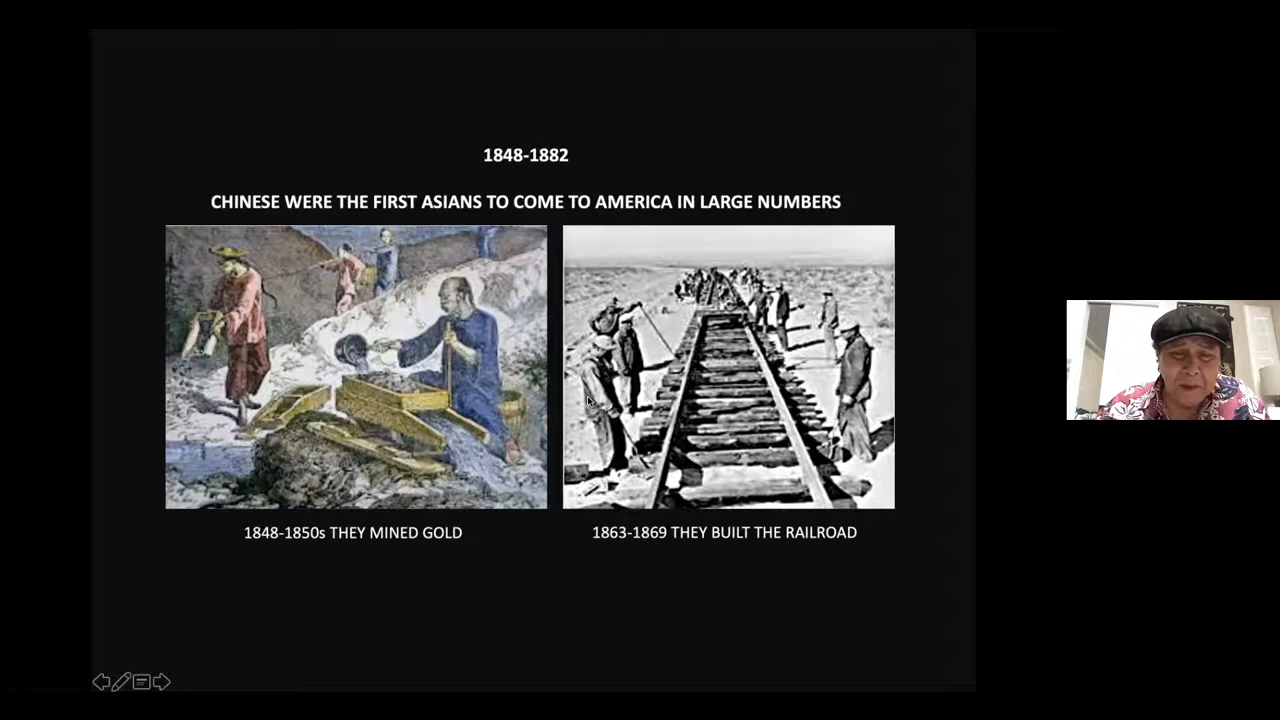 1848-1882
CHINESE WERE THE FIRST ASIANS TO COME TO AMERICA IN LARGE NUMBERS
1848-1850s THEY MINED GOLD
1863-1869 THEY BUILT THE RAILROAD